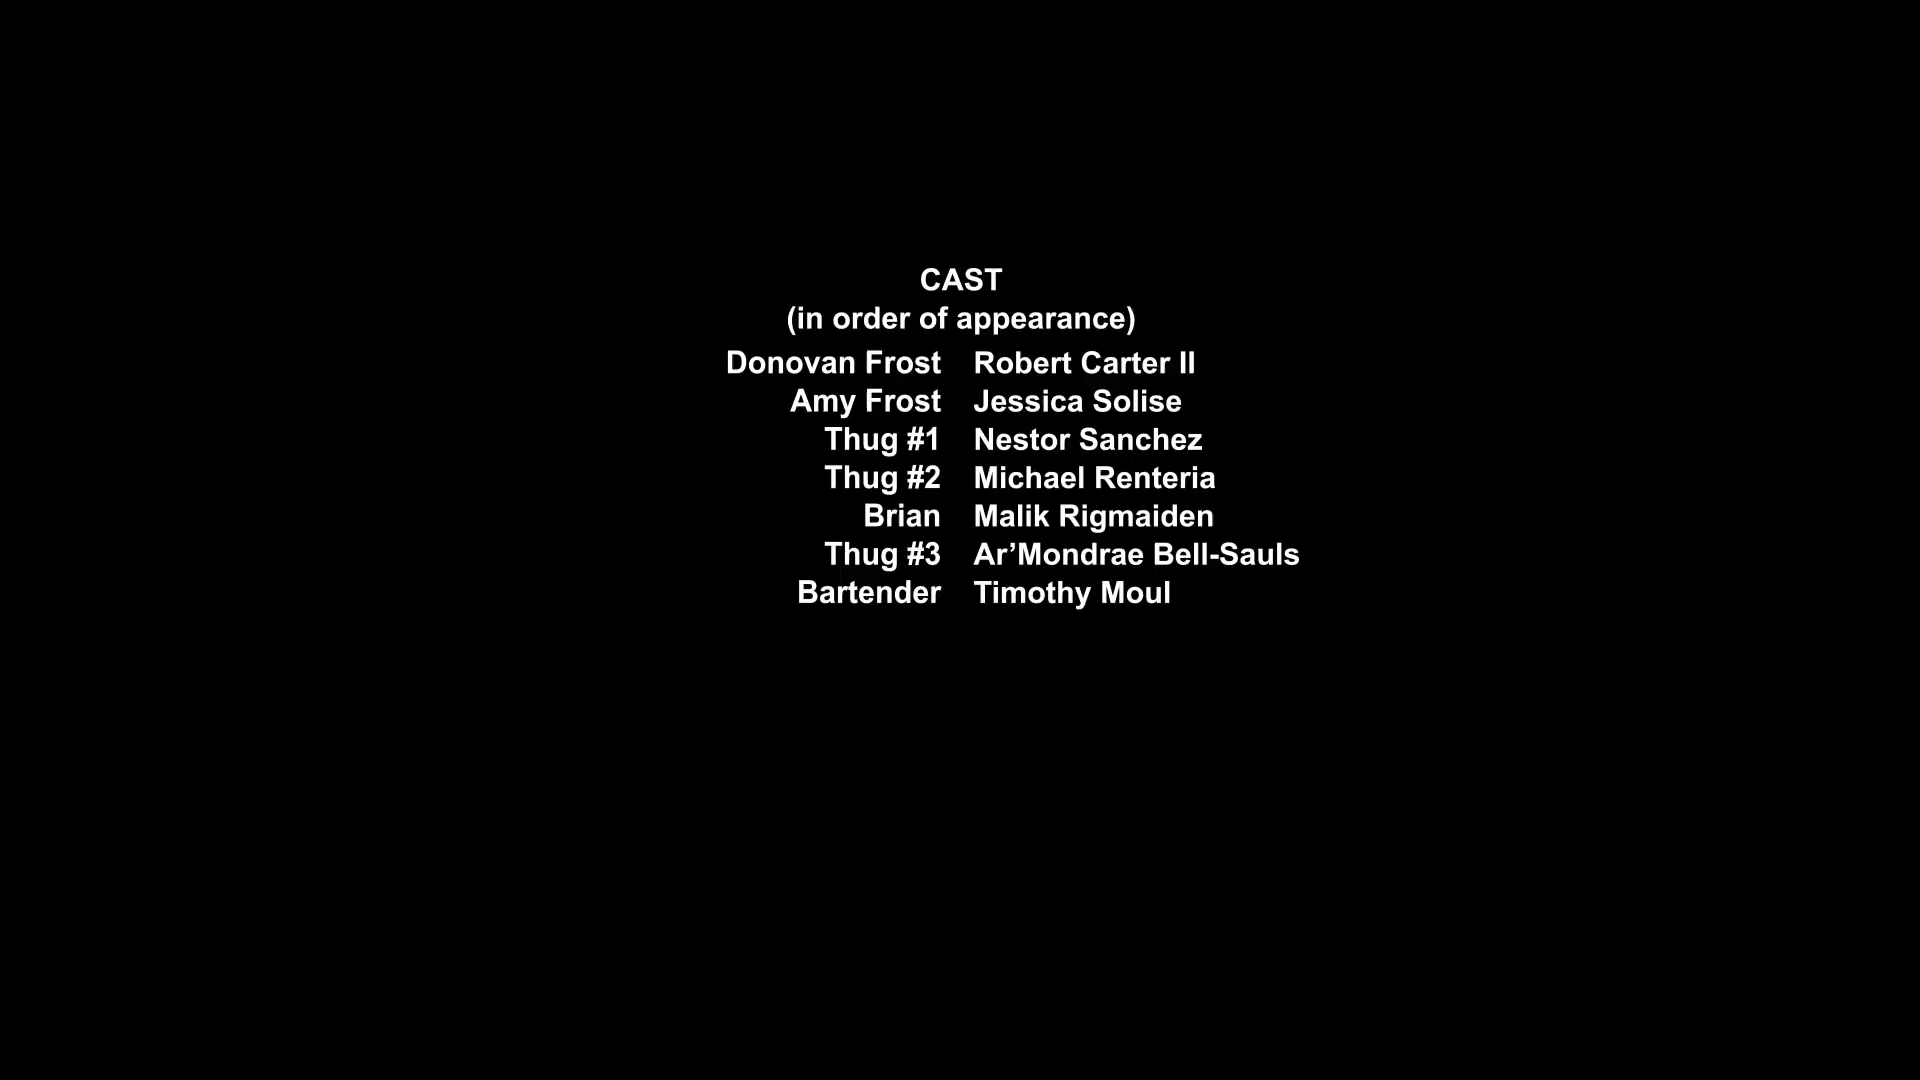 CAST
(in order of appearance)
Donovan Frost Robert Carter II
Amy Frost Jessica Solise
Thug #1 Nestor Sanchez
Thug #2 Michael Renteria
Brian Malik Rigmaiden
Thug #3 Ar’Mondrae Bell-Sauls
Bartender Timothy Moul